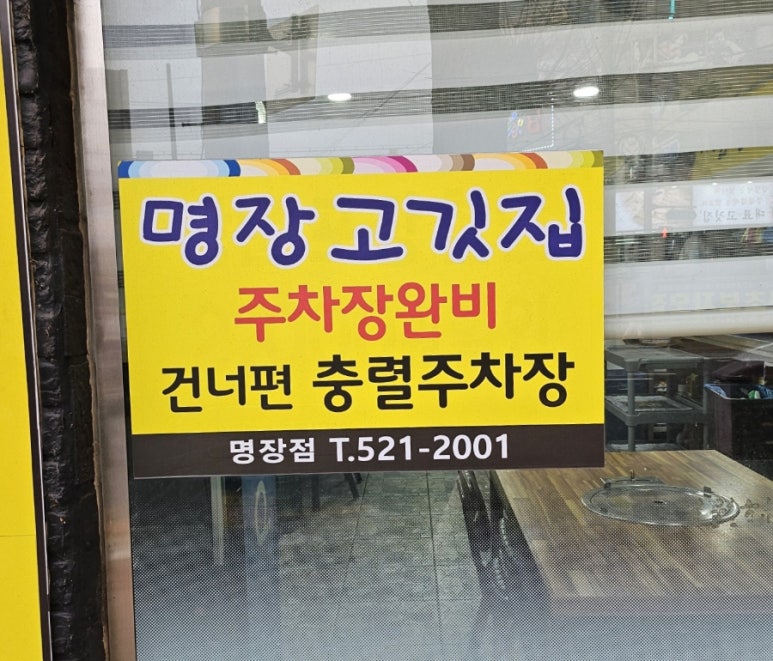 명장고깃집
주차장완비
건너편 충렬주차장
명장점 T.521-2001